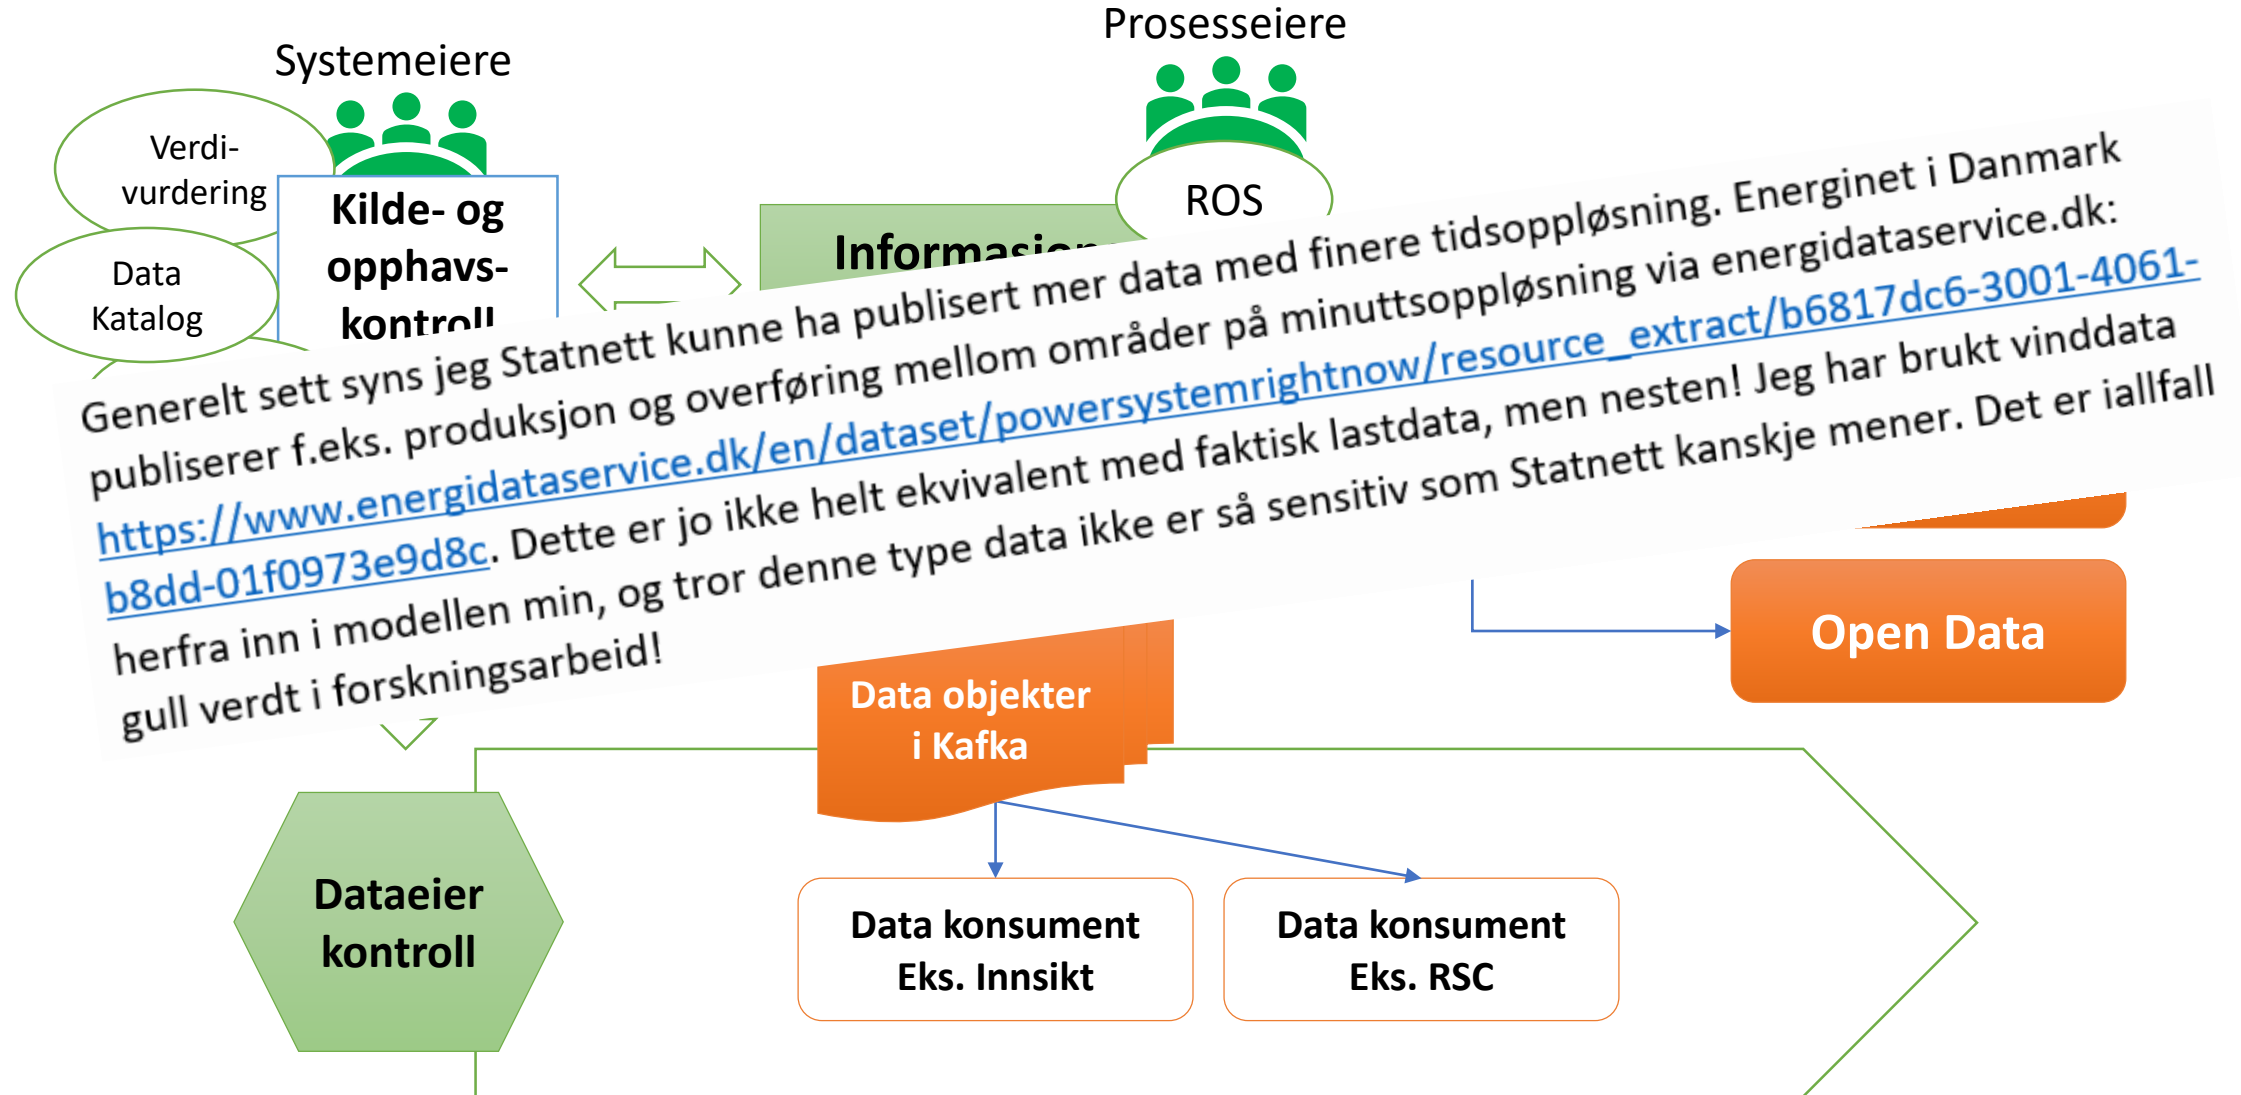 Prosesseiere
Systemeiere
Verdi-
vurdering
Kilde- og
opphavs-
kontroll
ROS
Data
Katalog
Generelt sett syns jeg Statnett kunne ha publisert mer data med finere tidsoppløsning. Energinet i Danmark
publiserer f.eks. produksjon og overføring mellom områder på minuttsoppløsning via energidataservice.dk:
https://www.energidataservice.dk/en/dataset/powersystemrightnow/resource_extract/b6817dc6-3001-4061-
b8dd-01f0973e9d8c. Dette er jo ikke helt ekvivalent med faktisk lastdata, men nesten! Jeg har brukt vinddata
herfra inn i modellen min, og tror denne type data ikke er så sensitiv som Statnett kanskje mener. Det er iallfall
gull verdt i forskningsarbeid!
Open Data
Data objekter
i Kafka
Dataeier
kontroll
Data konsument
Eks. Innsikt
Data konsument
Eks. RSC